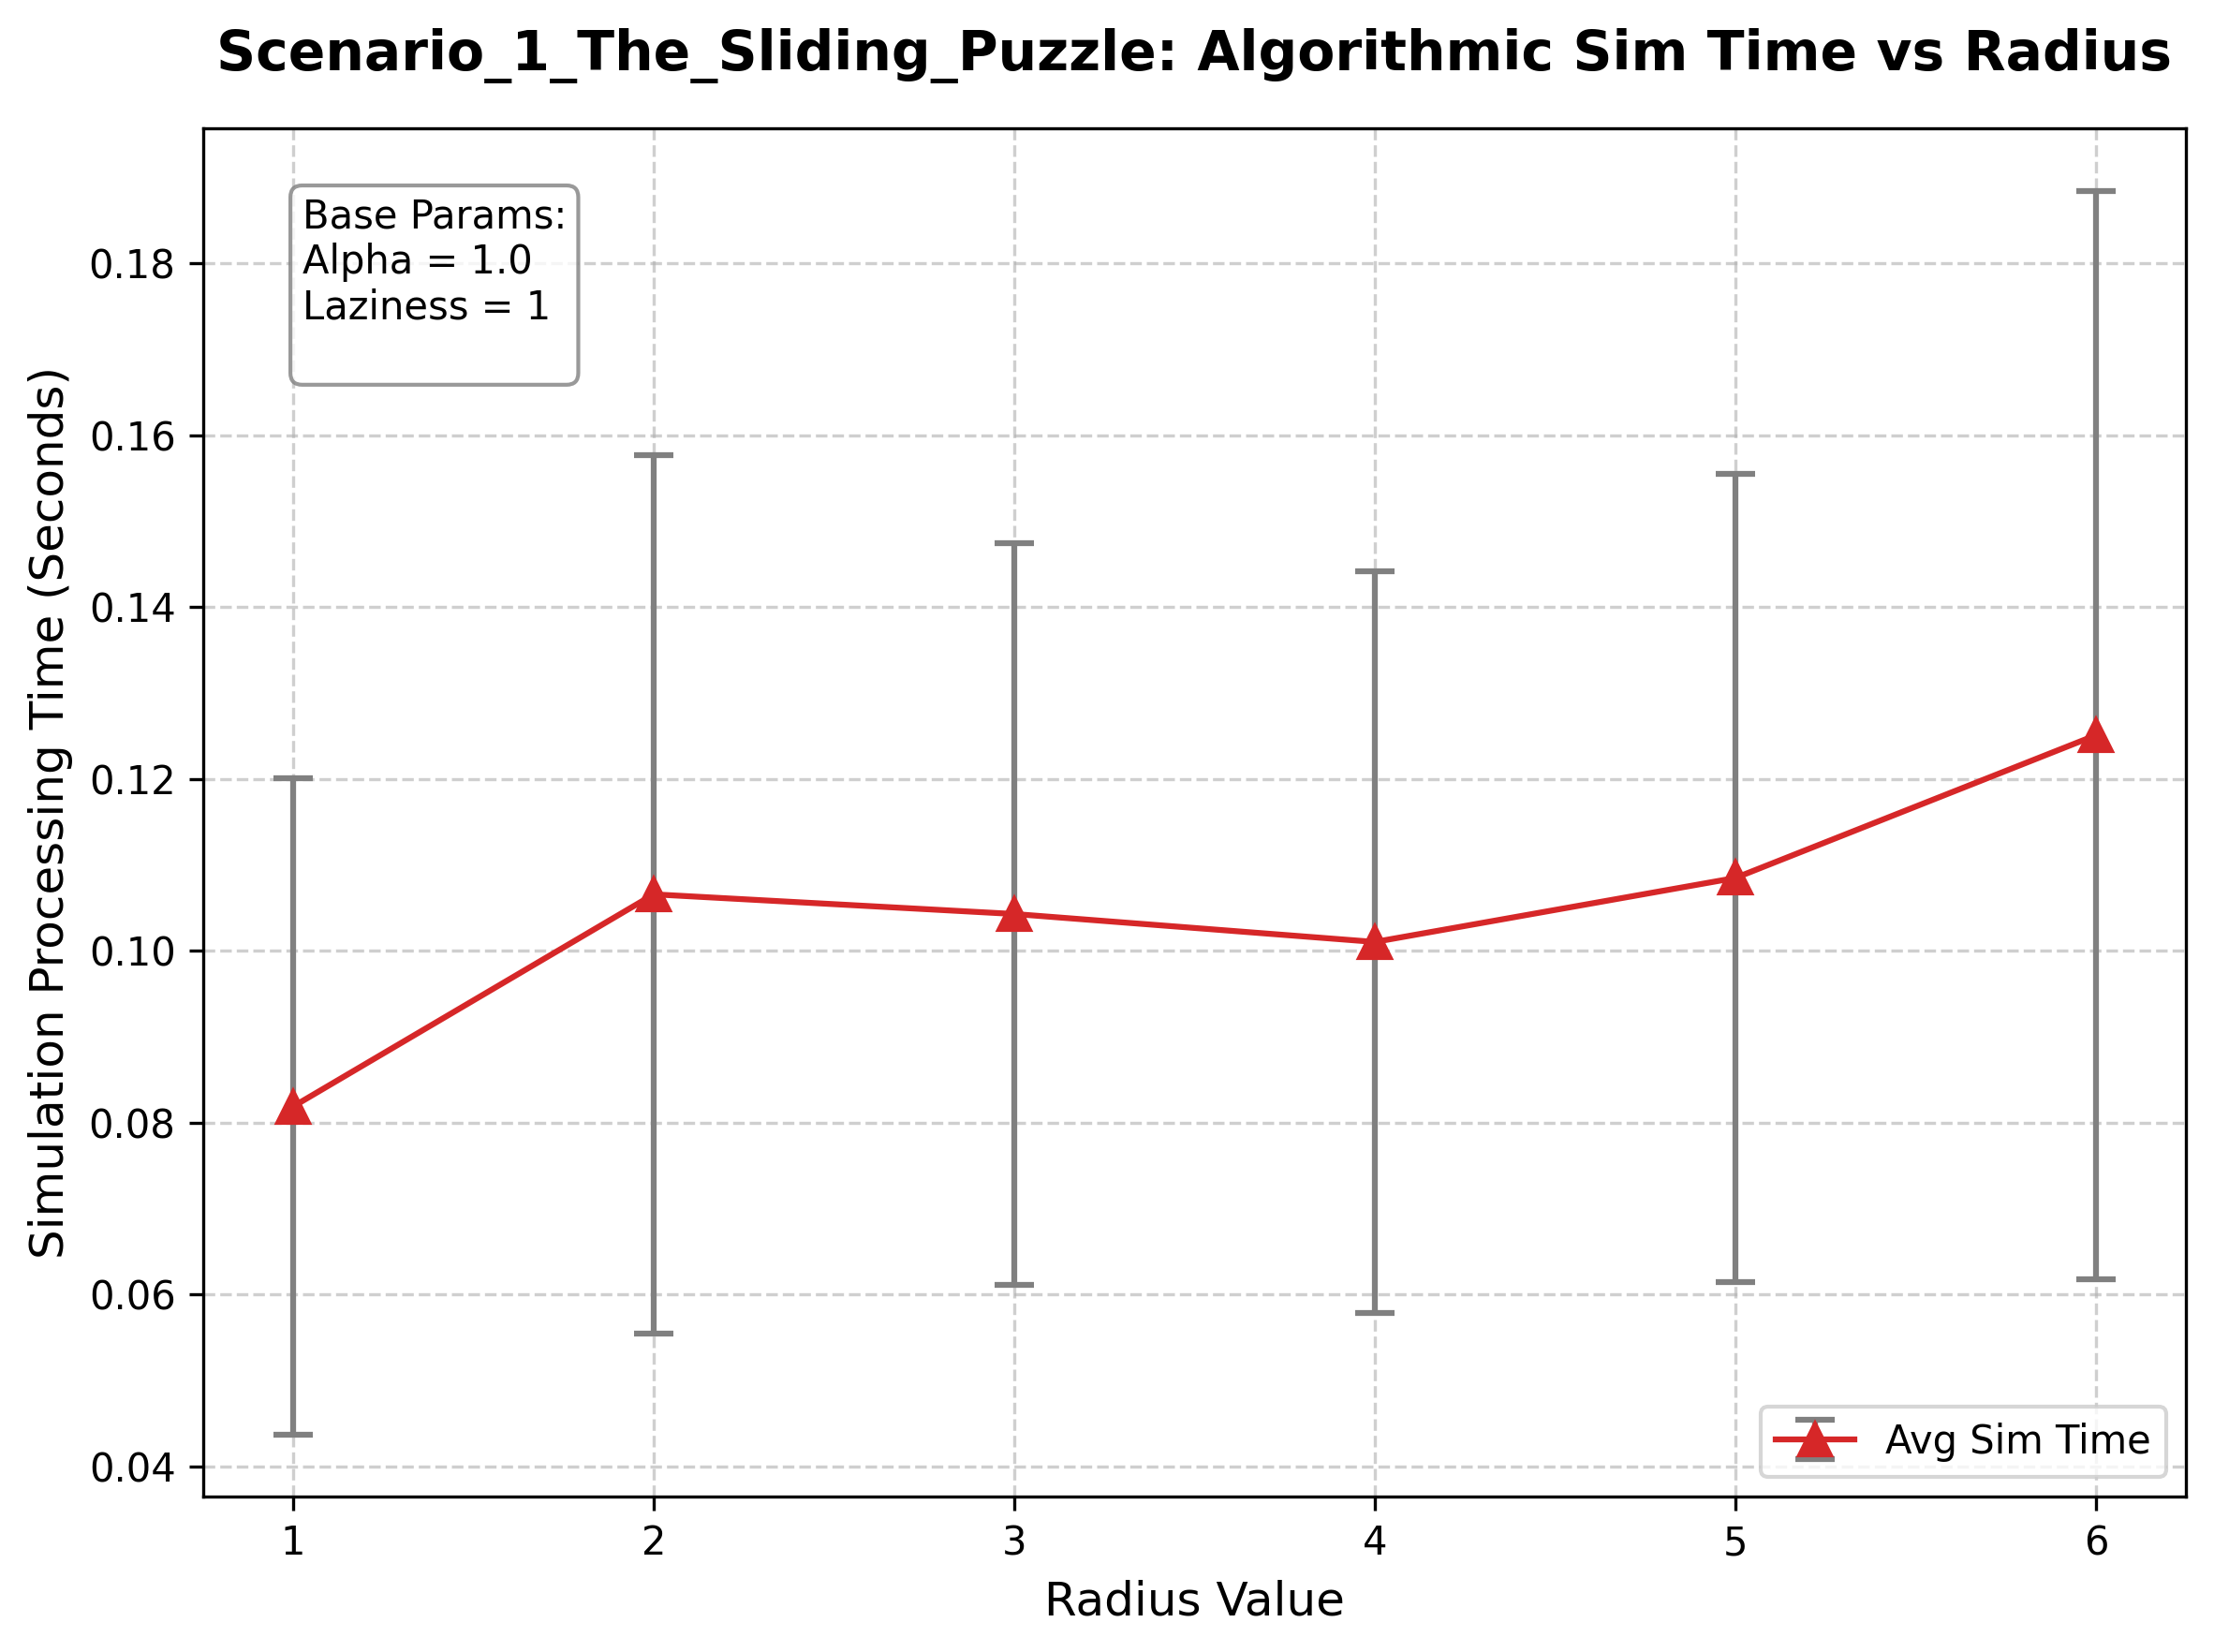 Scenario_1_The_Sliding_Puzzle: Algorithmic Sim Time vs Radius
Simulation Processing Time (Seconds)
0.18
0.16
0.14
0.12
0.10
0.08
0.06
0.04
Base Params:
Alpha = 1.0
Laziness = 1
Avg Sim Time
1 2 3 4 5 6
Radius Value